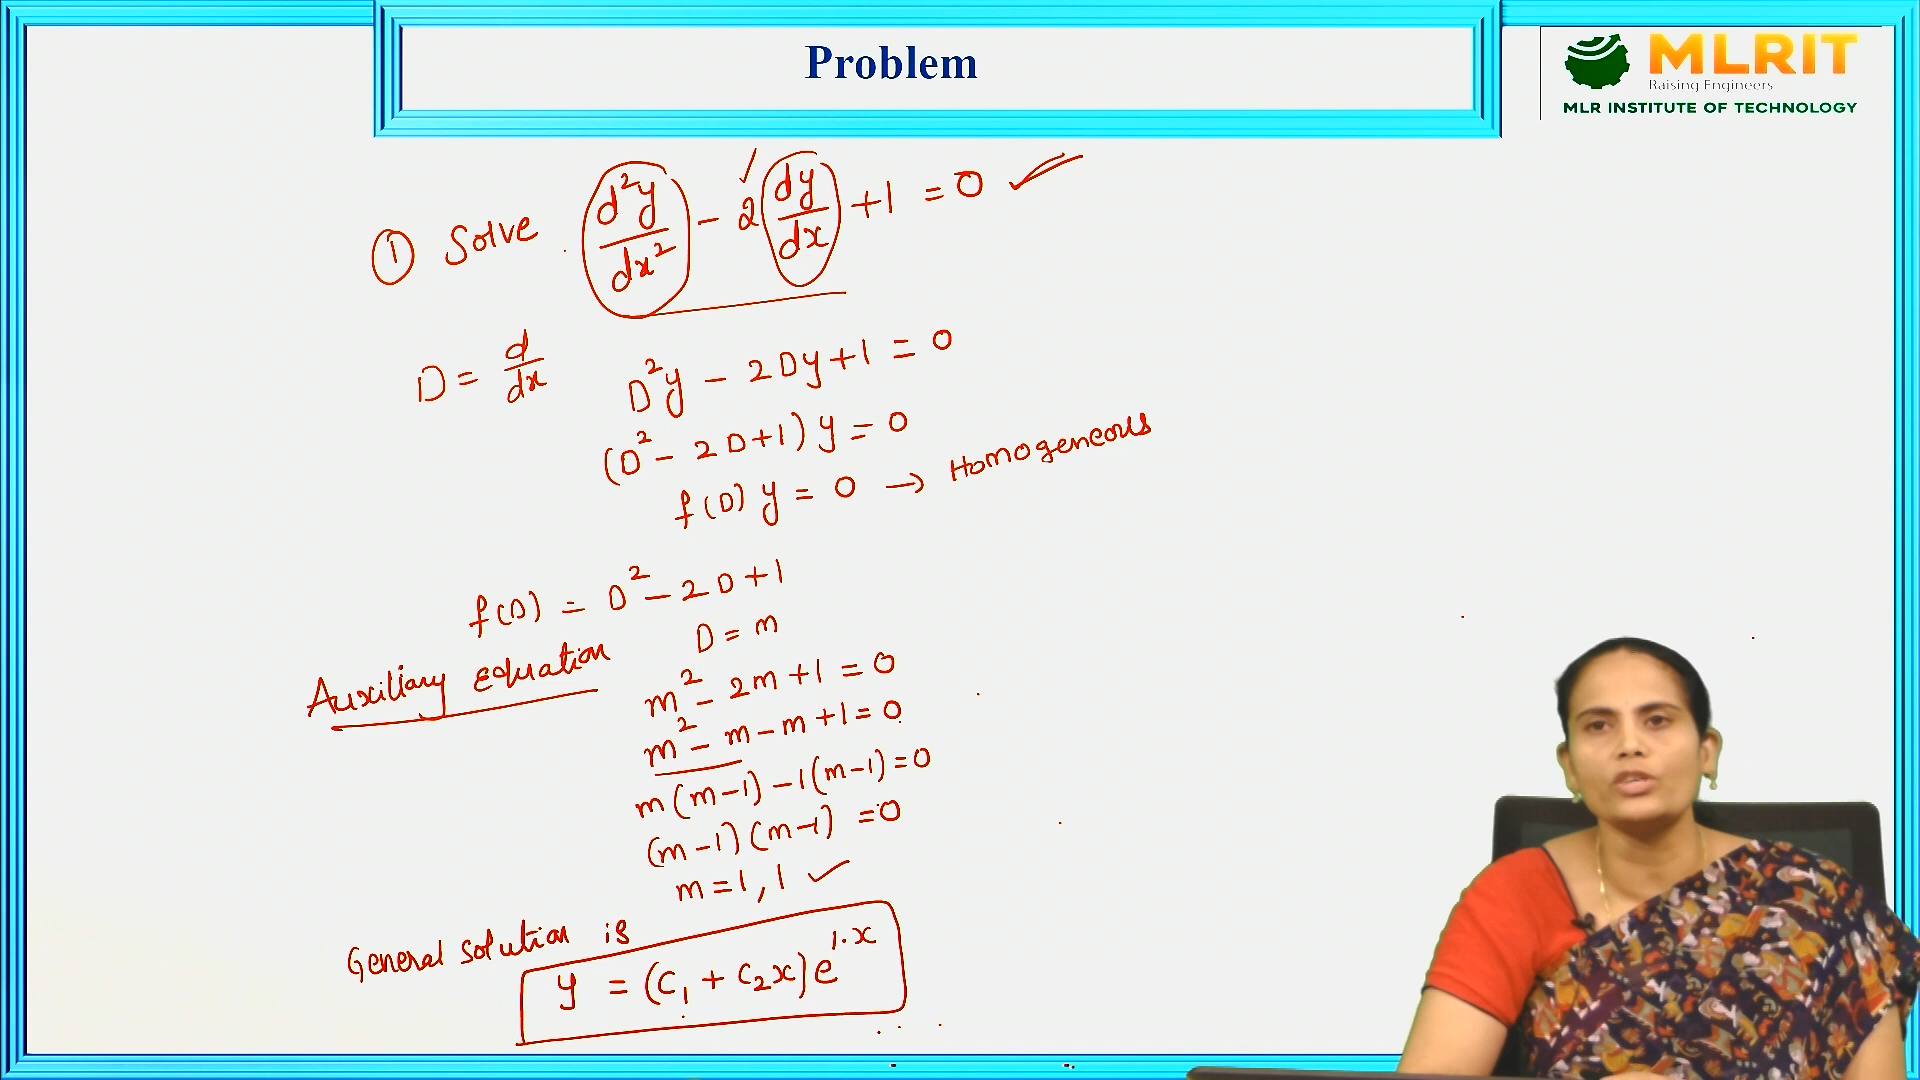 Problem
MLRIT
Raising Engineers
MLR INSTITUTE OF TECHNOLOGY
① Solve d²y/dx² - 2 dy/dx + 1 = 0 ✓
D = d/dx
D²y - 2Dy + 1 = 0
(D² - 2D + 1) y = 0
f(D) y = 0 → Homogeneous
f(D) = D² - 2D + 1
D = m
Auxiliary equation
m² - 2m + 1 = 0
m² - m - m + 1 = 0
m(m-1) - 1(m-1) = 0
(m-1)(m-1) = 0
m = 1, 1 ✓
General solution is
y = (c₁ + c₂x) e^1·x